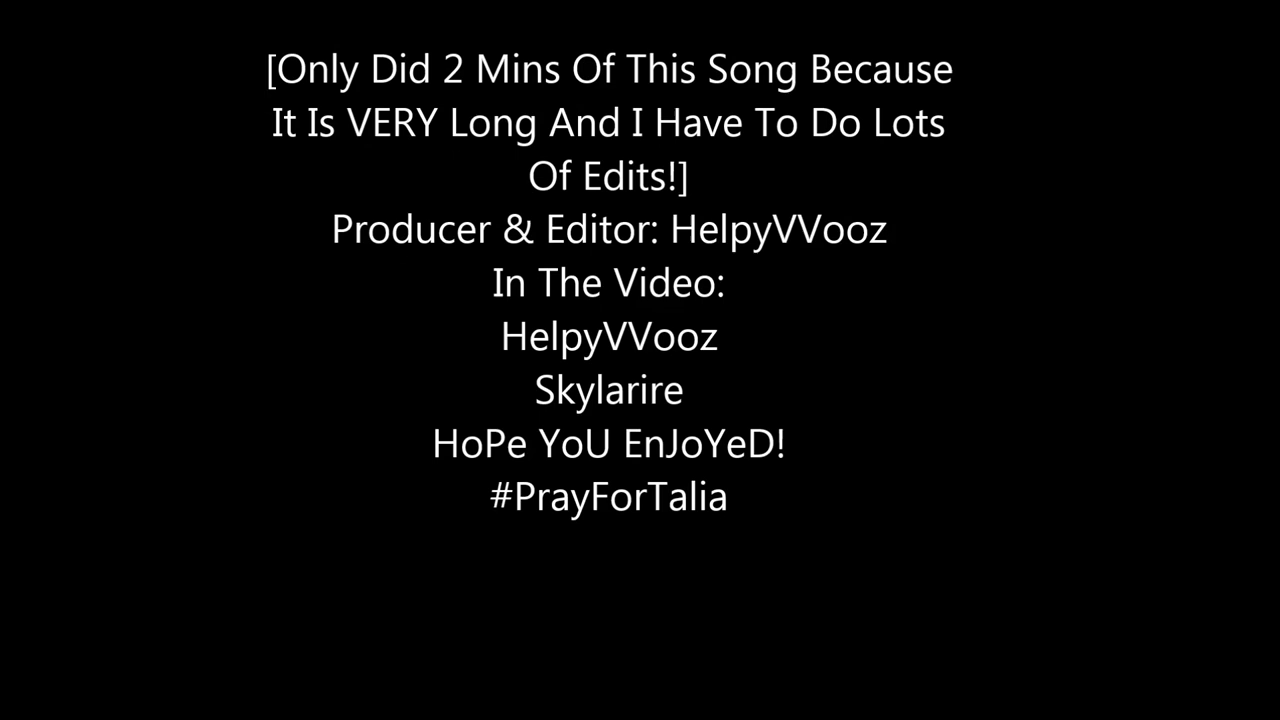 [Only Did 2 Mins Of This Song Because
It Is VERY Long And I Have To Do Lots
Of Edits!]
Producer & Editor: HelpyVVooz
In The Video:
HelpyVVooz
Skylarire
HoPe YoU EnJoYeD!
#PrayForTalia